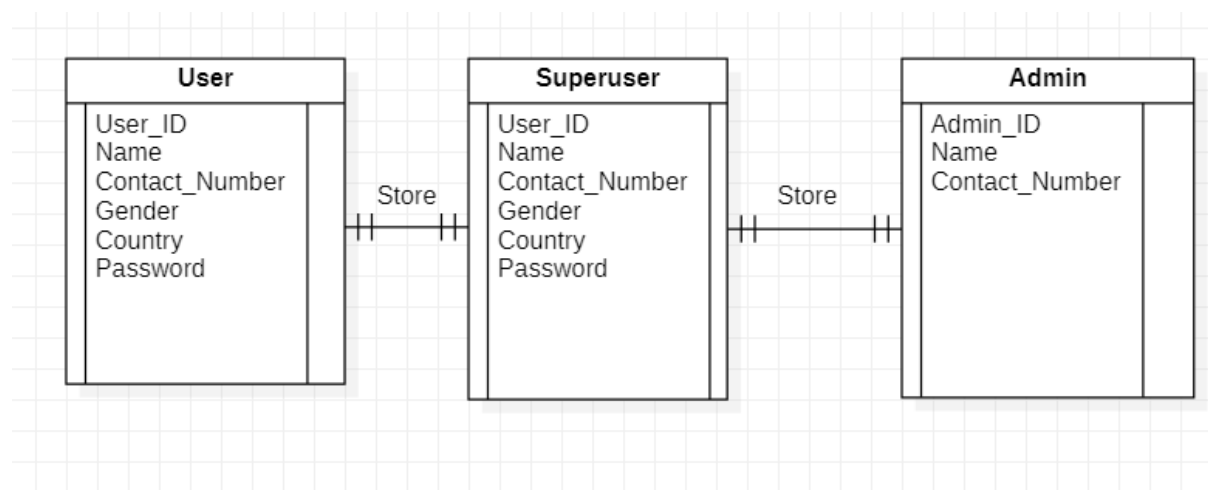 User
User_ID
Name
Contact_Number
Gender
Country
Password
Store
Superuser
User_ID
Name
Contact_Number
Gender
Country
Password
Store
Admin
Admin_ID
Name
Contact_Number